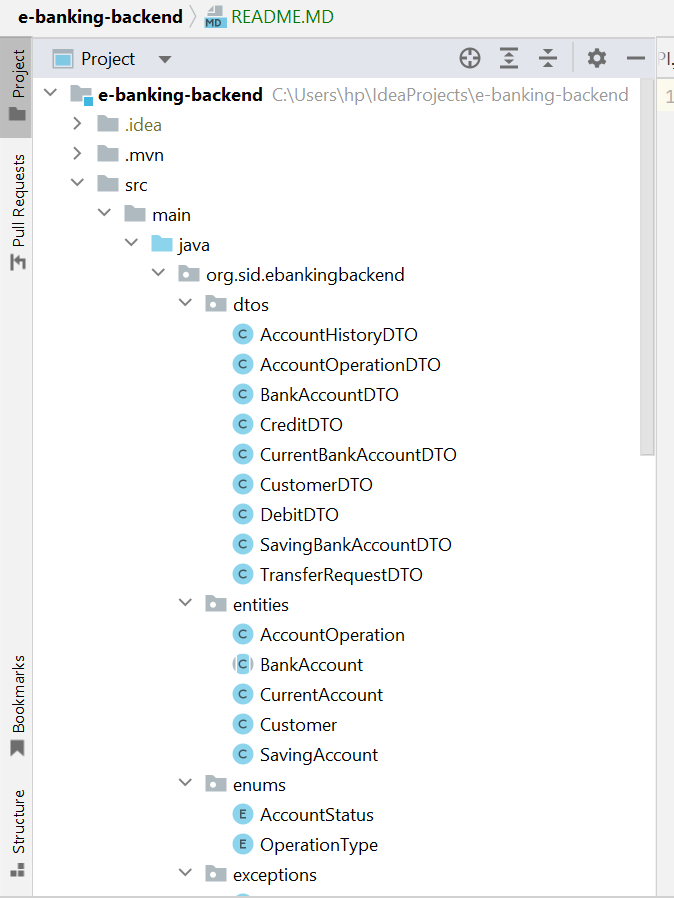 e-banking-backend README.MD
Project
Project
e-banking-backend C:\Users\hp\IdeaProjects\e-banking-backend
.idea
.mvn
src
main
java
org.sid.ebankingbackend
dtos
C AccountHistoryDTO
C AccountOperationDTO
C BankAccountDTO
C CreditDTO
C CurrentBankAccountDTO
C CustomerDTO
C DebitDTO
C SavingBankAccountDTO
C TransferRequestDTO
entities
C AccountOperation
C BankAccount
C CurrentAccount
C Customer
C SavingAccount
enums
E AccountStatus
E OperationType
exceptions
Pull Requests
Bookmarks
Structure
1